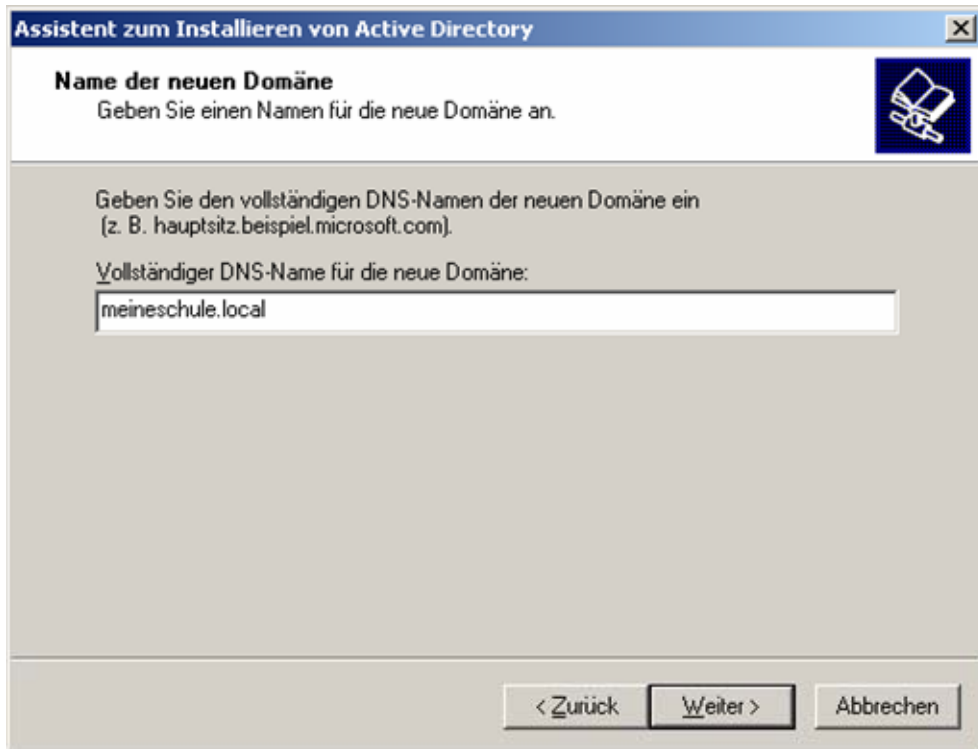 Assistent zum Installieren von Active Directory
Name der neuen Domäne
Geben Sie einen Namen für die neue Domäne an.
Geben Sie den vollständigen DNS-Namen der neuen Domäne ein
(z. B. hauptsitz.beispiel.microsoft.com).
Vollständiger DNS-Name für die neue Domäne:
meineschule.local
< Zurück Weiter > Abbrechen